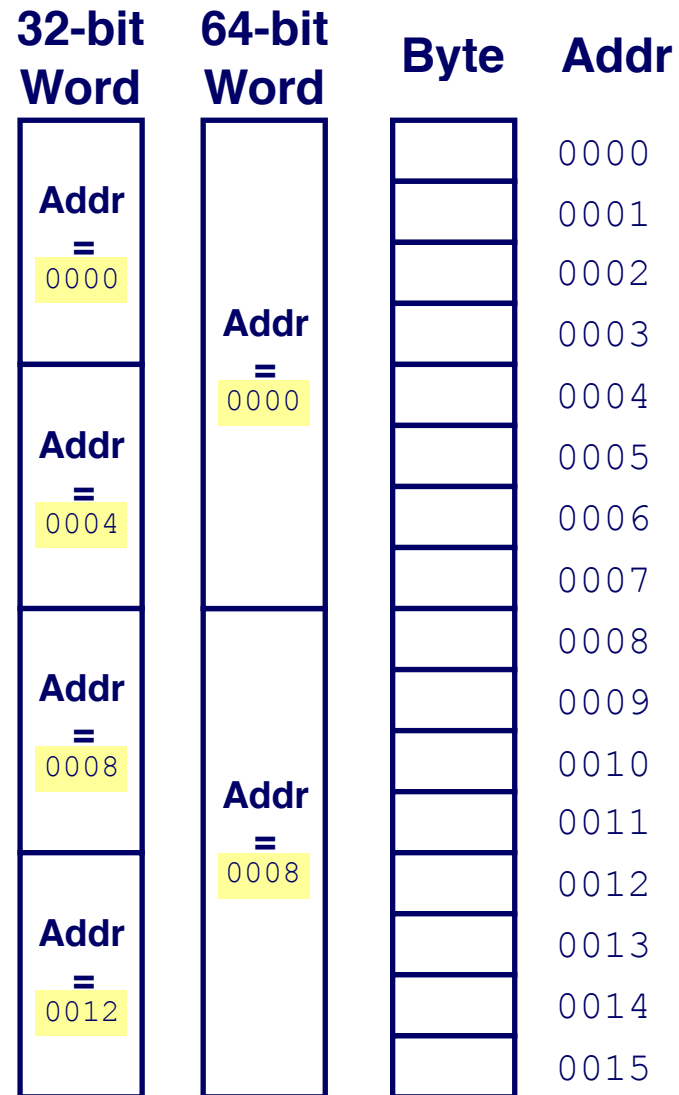 32-bit
Word
64-bit
Word
Byte
Addr
Addr
=
0000
Addr
=
0004
Addr
=
0008
Addr
=
0012
Addr
=
0000
Addr
=
0008
0000
0001
0002
0003
0004
0005
0006
0007
0008
0009
0010
0011
0012
0013
0014
0015